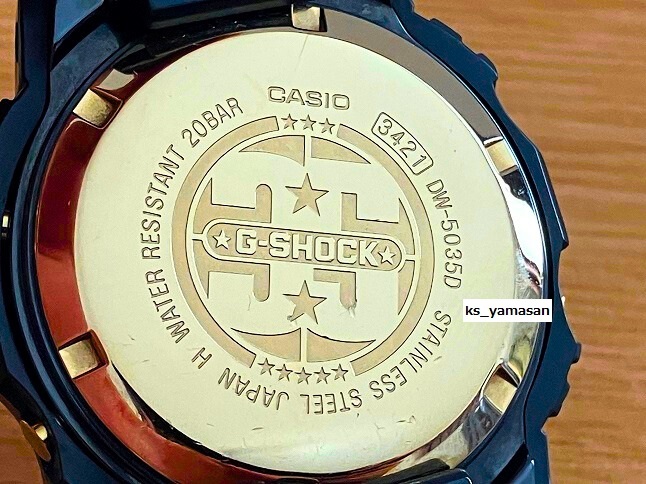 CASIO
3421 DW-5035D STAINLESS STEEL JAPAN H WATER RESISTANT 20BAR
G-SHOCK
ks_yamasan